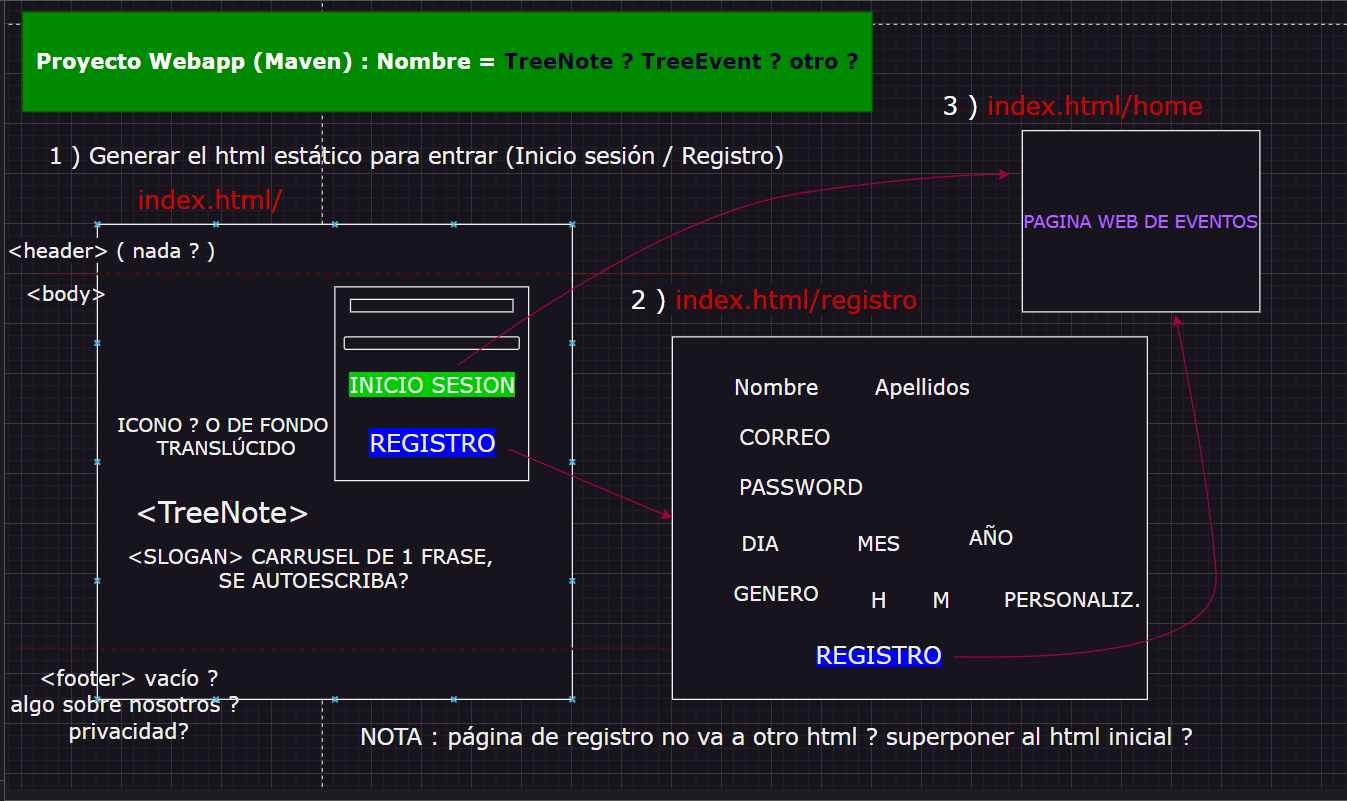 Proyecto Webapp (Maven) : Nombre = TreeNote ? TreeEvent ? otro ?
3 ) index.html/home
1 ) Generar el html estático para entrar (Inicio sesión / Registro)
index.html/
PAGINA WEB DE EVENTOS
<header> ( nada ? )
<body>
2 ) index.html/registro
INICIO SESION
REGISTRO
ICONO ? O DE FONDO
TRANSLÚCIDO
<TreeNote>
<SLOGAN> CARRUSEL DE 1 FRASE,
SE AUTOESCRIBA?
Nombre Apellidos
CORREO
PASSWORD
DIA MES AÑO
GENERO H M PERSONALIZ.
REGISTRO
<footer> vacío ?
algo sobre nosotros ?
privacidad?
NOTA : página de registro no va a otro html ? superponer al html inicial ?